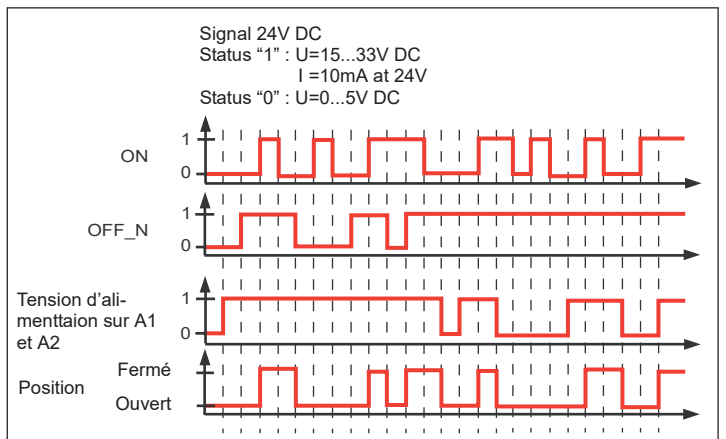 Signal 24V DC
Status “1” : U=15...33V DC
I =10mA at 24V
Status “0” : U=0...5V DC
1
ON
0
1
OFF_N
0
Tension d’ali-
menttaion sur A1
et A2
1
0
Position
Fermé
Ouvert